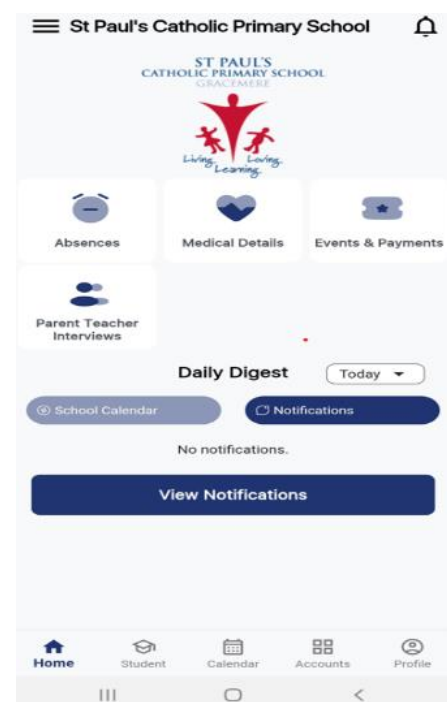 St Paul's Catholic Primary School
ST PAUL'S
CATHOLIC PRIMARY SCHOOL
GRACEMERE
Living Loving
Learning
Absences
Medical Details
Events & Payments
Parent Teacher
Interviews
Daily Digest
Today
School Calendar
Notifications
No notifications.
View Notifications
Home
Student
Calendar
Accounts
Profile